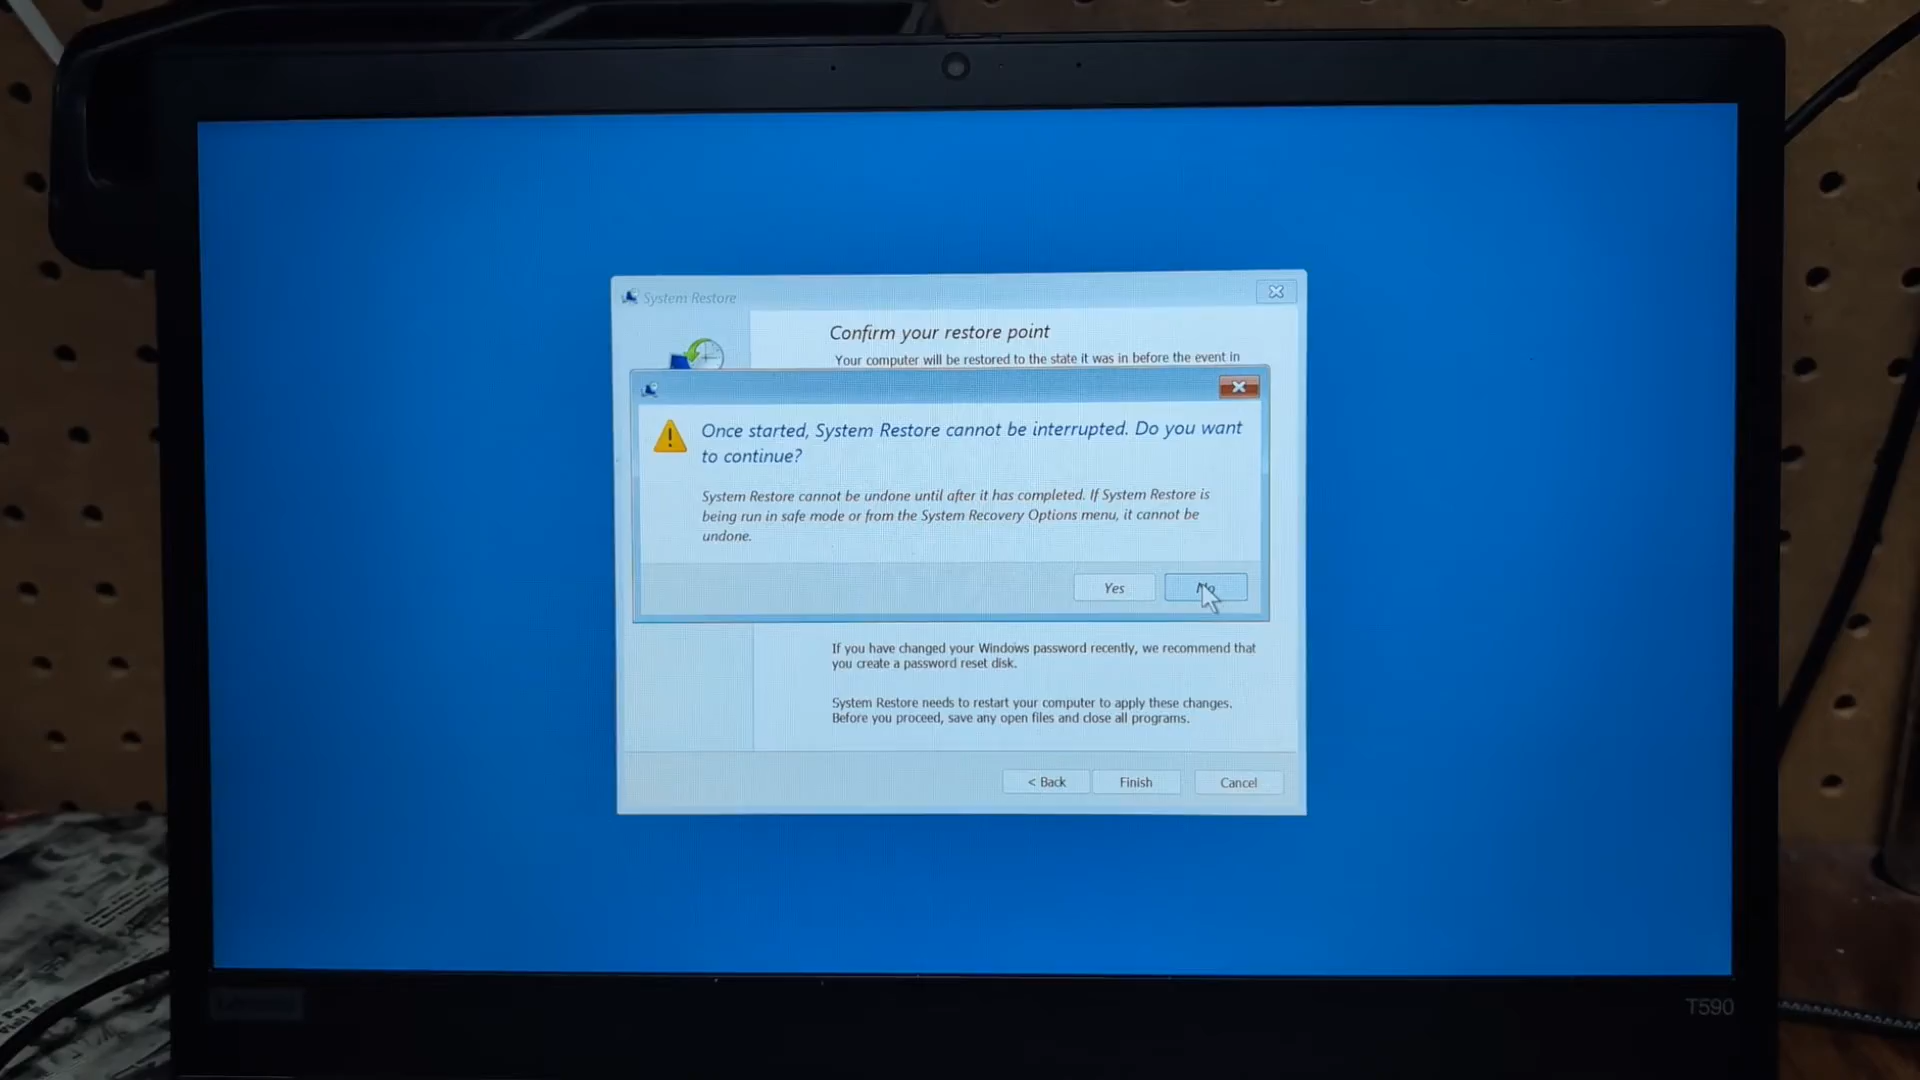 System Restore
Confirm your restore point
Your computer will be restored to the state it was in before the event in
Once started, System Restore cannot be interrupted. Do you want
to continue?
System Restore cannot be undone until after it has completed. If System Restore is
being run in safe mode or from the System Recovery Options menu, it cannot be
undone.
Yes
No
If you have changed your Windows password recently, we recommend that
you create a password reset disk.
System Restore needs to restart your computer to apply these changes.
Before you proceed, save any open files and close all programs.
< Back
Finish
Cancel
Lenovo
T590